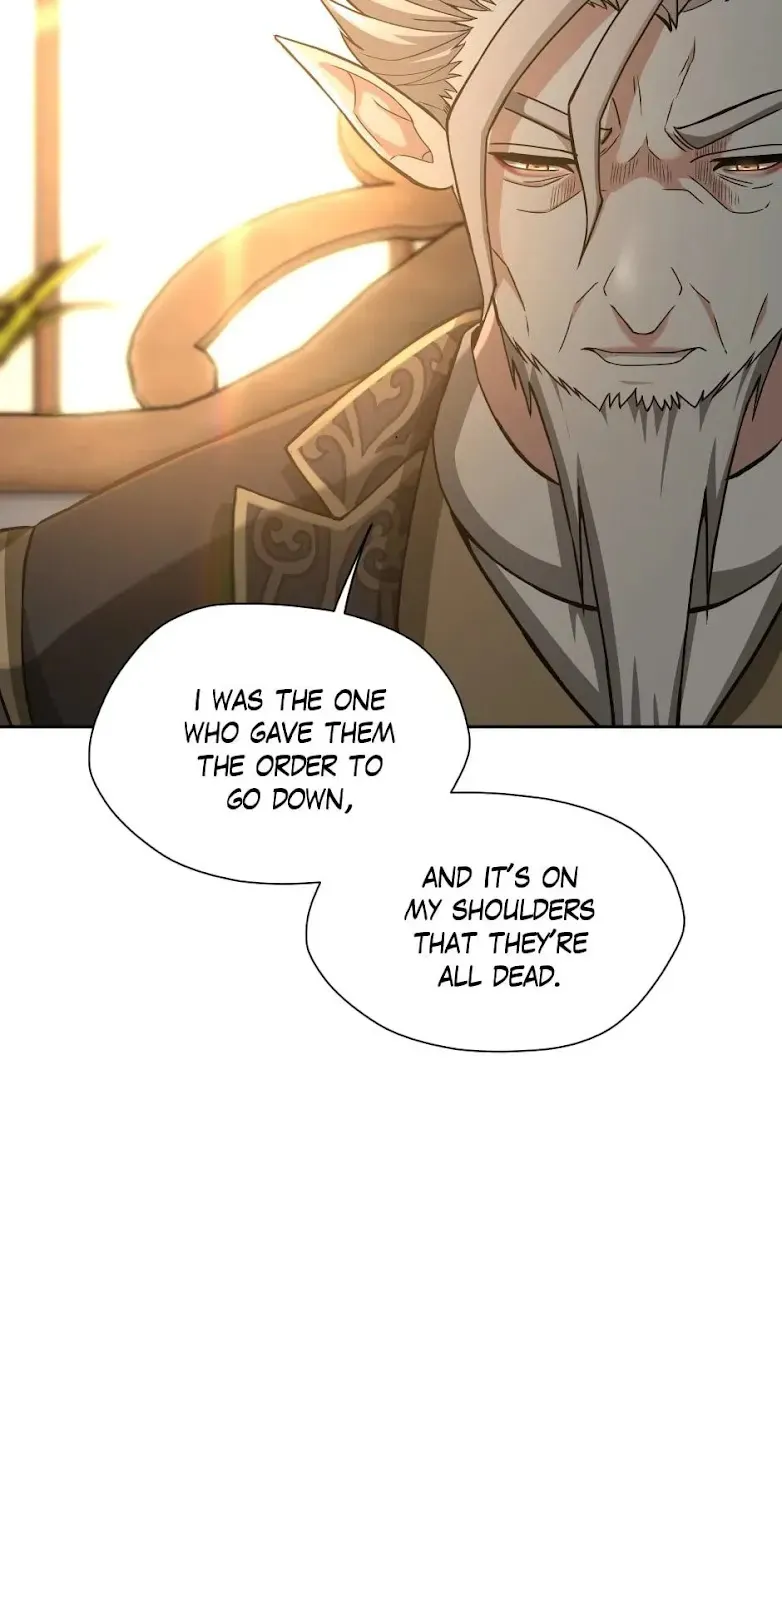 I WAS THE ONE
WHO GAVE THEM
THE ORDER TO
GO DOWN,
AND IT'S ON
MY SHOULDERS
THAT THEY'RE
ALL DEAD.